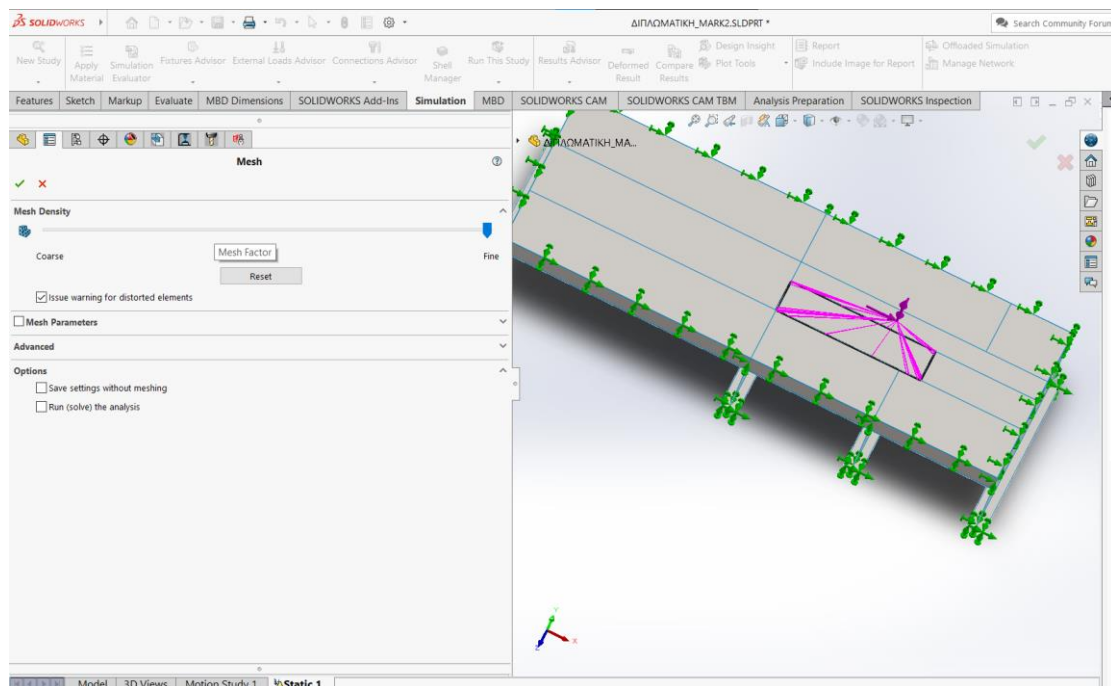 SOLIDWORKS
ΔΙΠΛΩΜΑΤΙΚΗ_MARK2.SLDPRT *
Search Community Forum
New Study
Apply Material
Simulation Evaluator
Fixtures Advisor
External Loads Advisor
Connections Advisor
Shell Manager
Run This Study
Results Advisor
Deformed Result
Compare Results
Design Insight
Plot Tools
Report
Include Image for Report
Offloaded Simulation
Manage Network
Features Sketch Markup Evaluate MBD Dimensions SOLIDWORKS Add-Ins Simulation MBD SOLIDWORKS CAM SOLIDWORKS CAM TBM Analysis Preparation SOLIDWORKS Inspection
ΔΙΠΛΩΜΑΤΙΚΗ_MA...
Mesh
Mesh Density
Coarse
Mesh Factor
Fine
Reset
Issue warning for distorted elements
Mesh Parameters
Advanced
Options
Save settings without meshing
Run (solve) the analysis
Y
X
Z
Model 3D Views Motion Study 1 Static 1